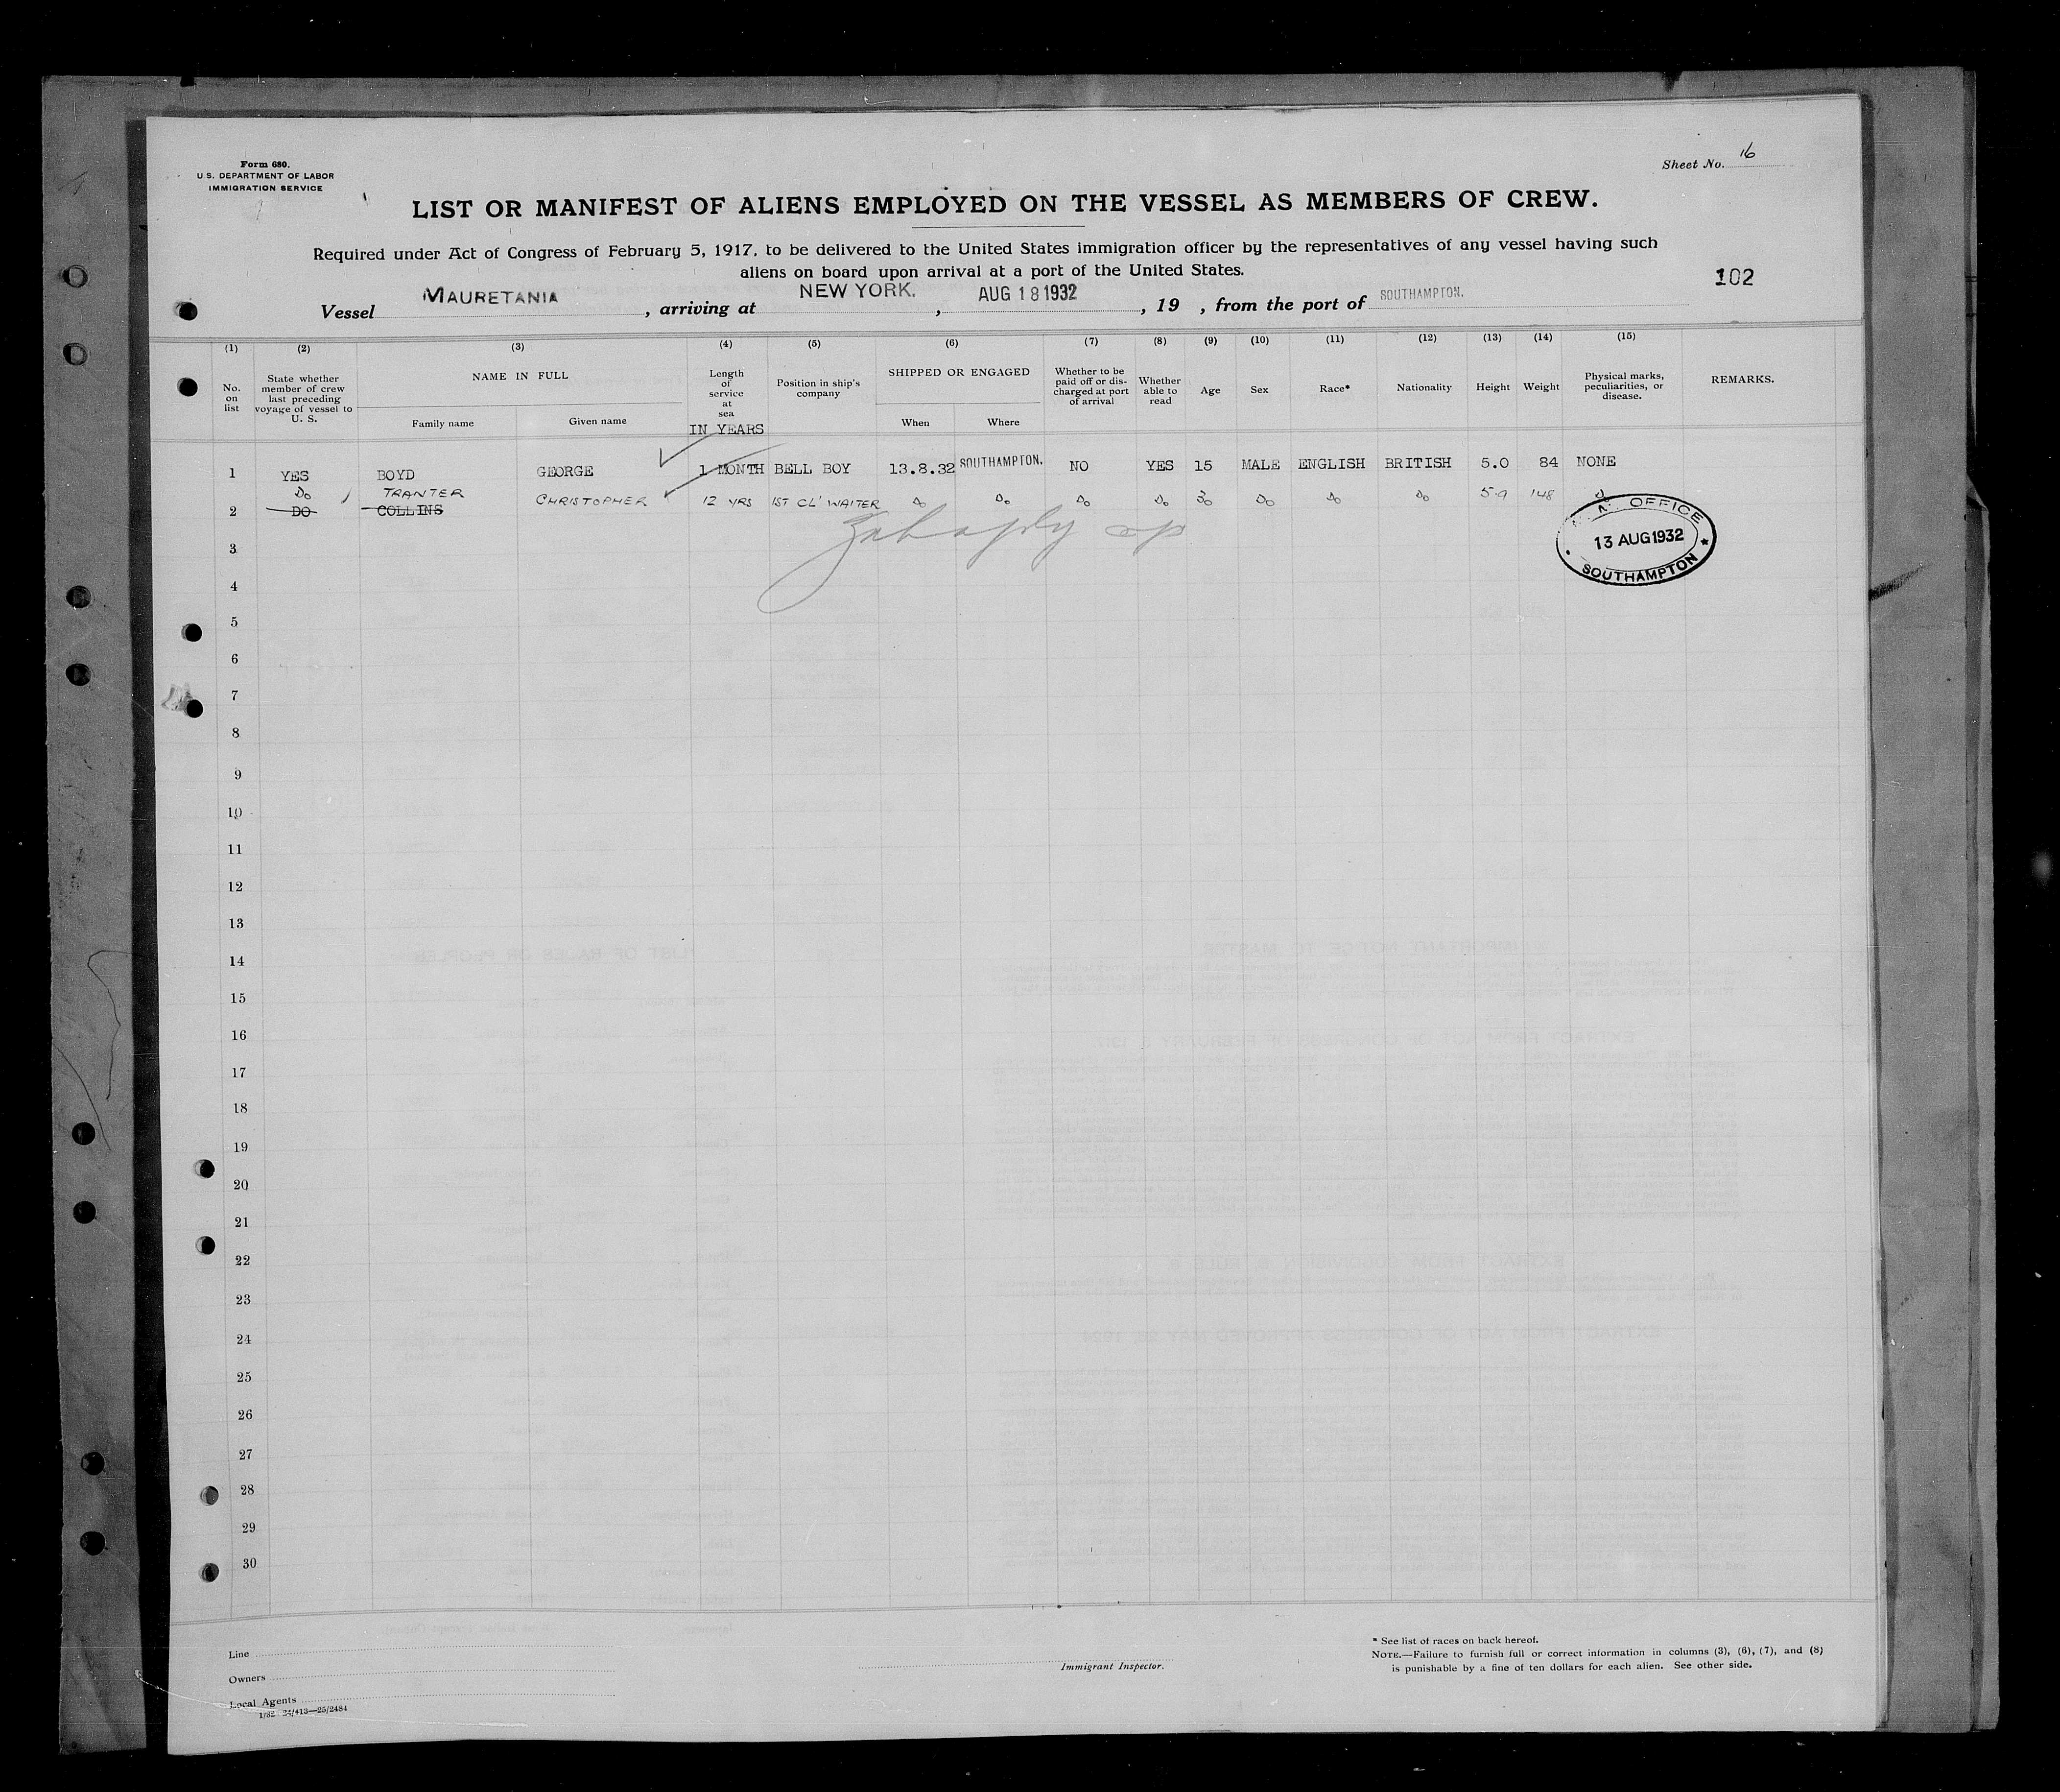 Form 680.
U.S. DEPARTMENT OF LABOR
IMMIGRATION SERVICE
Sheet No. 16
LIST OR MANIFEST OF ALIENS EMPLOYED ON THE VESSEL AS MEMBERS OF CREW.
Required under Act of Congress of February 5, 1917, to be delivered to the United States immigration officer by the representatives of any vessel having such
aliens on board upon arrival at a port of the United States.
102
Vessel MAURETANIA, arriving at NEW YORK., AUG 18 1932, 19 , from the port of SOUTHAMPTON.
(1) (2) (3) (4) (5) (6) (7) (8) (9) (10) (11) (12) (13) (14) (15)
No. on list
State whether member of crew last preceding voyage of vessel to U. S.
NAME IN FULL
Family name
Given name
Length of service at sea
IN YEARS
Position in ship's company
SHIPPED OR ENGAGED
When
Where
Whether to be paid off or discharged at port of arrival
Whether able to read
Age
Sex
Race*
Nationality
Height
Weight
Physical marks, peculiarities, or disease.
REMARKS.
1 YES BOYD GEORGE 1 MONTH BELL BOY 13.8.32 SOUTHAMPTON. NO YES 15 MALE ENGLISH BRITISH 5.0 84 NONE
Do TRANTER CHRISTOPHER 12 YRS 1ST CL' WAITER Do Do Do Do 30 Do Do Do 5.9 148 Do
2 DO COLLINS
OFFICE
13 AUG 1932
SOUTHAMPTON
3
4
5
6
7
8
9
10
11
12
13
14
15
16
17
18
19
20
21
22
23
24
25
26
27
28
29
30
Line
Owners
Local Agents
1/32 24/413—25/2484
Immigrant Inspector.
* See list of races on back hereof.
NOTE.—Failure to furnish full or correct information in columns (3), (6), (7), and (8)
is punishable by a fine of ten dollars for each alien. See other side.